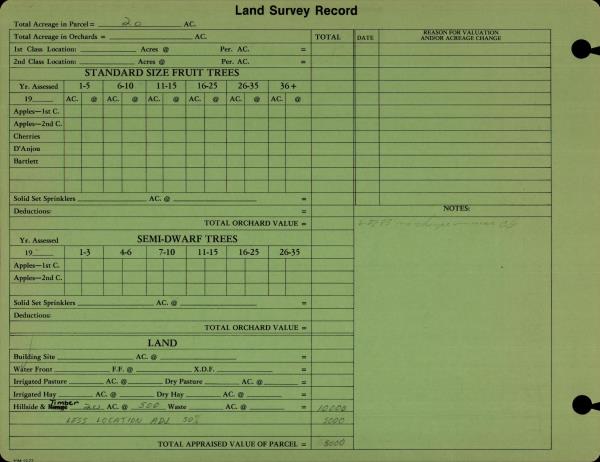 Land Survey Record
Total Acreage in Parcel = 20 AC.
Total Acreage in Orchards = AC. TOTAL DATE REASON FOR VALUATION AND/OR ACREAGE CHANGE
1st Class Location: Acres @ Per. AC. =
2nd Class Location: Acres @ Per. AC. =
STANDARD SIZE FRUIT TREES
Yr. Assessed 1-5 6-10 11-15 16-25 26-35 36+
19 AC. @ AC. @ AC. @ AC. @ AC. @ AC. @
Apples—1st C.
Apples—2nd C.
Cherries
D'Anjou
Bartlett
Solid Set Sprinklers AC. @ =
Deductions: =
NOTES:
TOTAL ORCHARD VALUE =
no change
SEMI-DWARF TREES
Yr. Assessed
19 1-3 4-6 7-10 11-15 16-25 26-35
Apples—1st C.
Apples—2nd C.
Solid Set Sprinklers AC. @ =
Deductions:
TOTAL ORCHARD VALUE =
LAND
Building Site AC. @ =
Water Front F.F. @ X.D.F. =
Irrigated Pasture AC. @ Dry Pasture AC. @ =
Irrigated Hay AC. @ Dry Hay AC. @ =
Hillside & Timber 20 AC. @ 500 Waste AC. @ = 10000
LESS LOCATION ADJ 50% 5000
TOTAL APPRAISED VALUE OF PARCEL = 5000